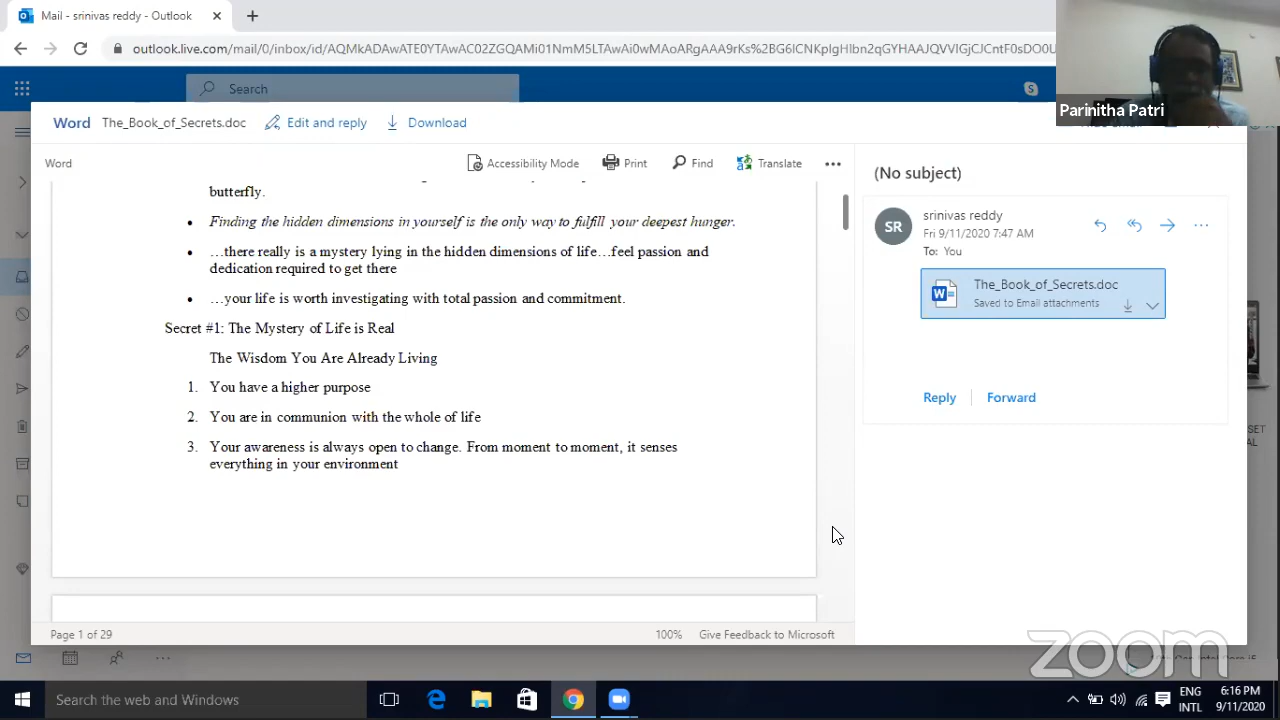 Mail - srinivas reddy - Outlook
outlook.live.com/mail/0/inbox/id/
Search
Parinitha Patri
Word The_Book_of_Secrets.doc Edit and reply Download
Word Accessibility Mode Print Find Translate
(No subject)
butterfly.
Finding the hidden dimensions in yourself is the only way to fulfill your deepest hunger.
…there really is a mystery lying in the hidden dimensions of life…feel passion and
dedication required to get there
…your life is worth investigating with total passion and commitment.
Secret #1: The Mystery of Life is Real
The Wisdom You Are Already Living
1. You have a higher purpose
2. You are in communion with the whole of life
3. Your awareness is always open to change. From moment to moment, it senses
everything in your environment
SR
srinivas reddy
Fri 9/11/2020 7:47 AM
To: You
The_Book_of_Secrets.doc
Saved to Email attachments
Reply Forward
Page 1 of 29
100% Give Feedback to Microsoft
zoom
Search the web and Windows
ENG
INTL
6:16 PM
9/11/2020